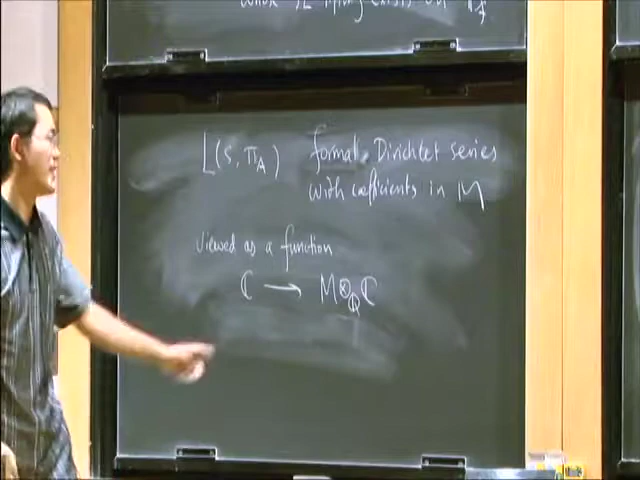 L(s, π_A) formal Dirichlet series
with coefficients in M
viewed as a function
ℂ → M⊗_ℚ ℂ